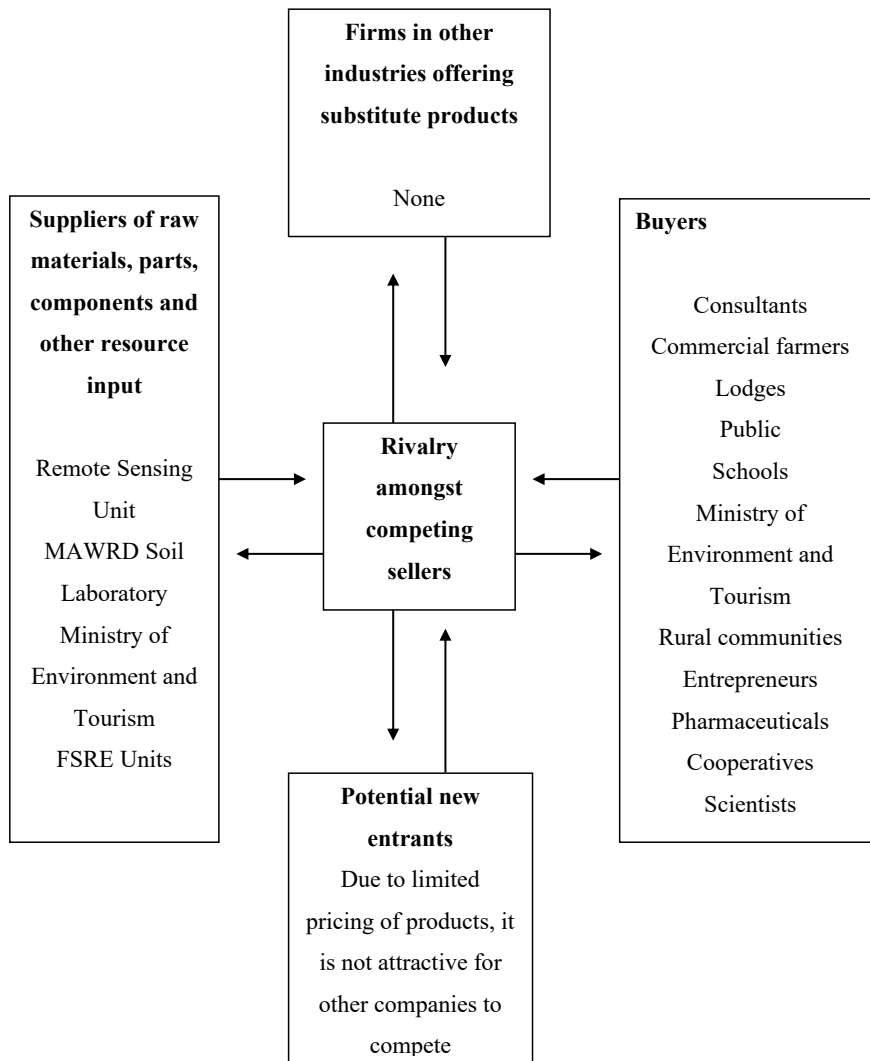 Firms in other
industries offering
substitute products
None
Suppliers of raw
materials, parts,
components and
other resource
input
Remote Sensing
Unit
MAWRD Soil
Laboratory
Ministry of
Environment and
Tourism
FSRE Units
Rivalry
amongst
competing
sellers
Buyers
Consultants
Commercial farmers
Lodges
Public
Schools
Ministry of
Environment and
Tourism
Rural communities
Entrepreneurs
Pharmaceuticals
Cooperatives
Scientists
Potential new
entrants
Due to limited
pricing of products, it
is not attractive for
other companies to
compete